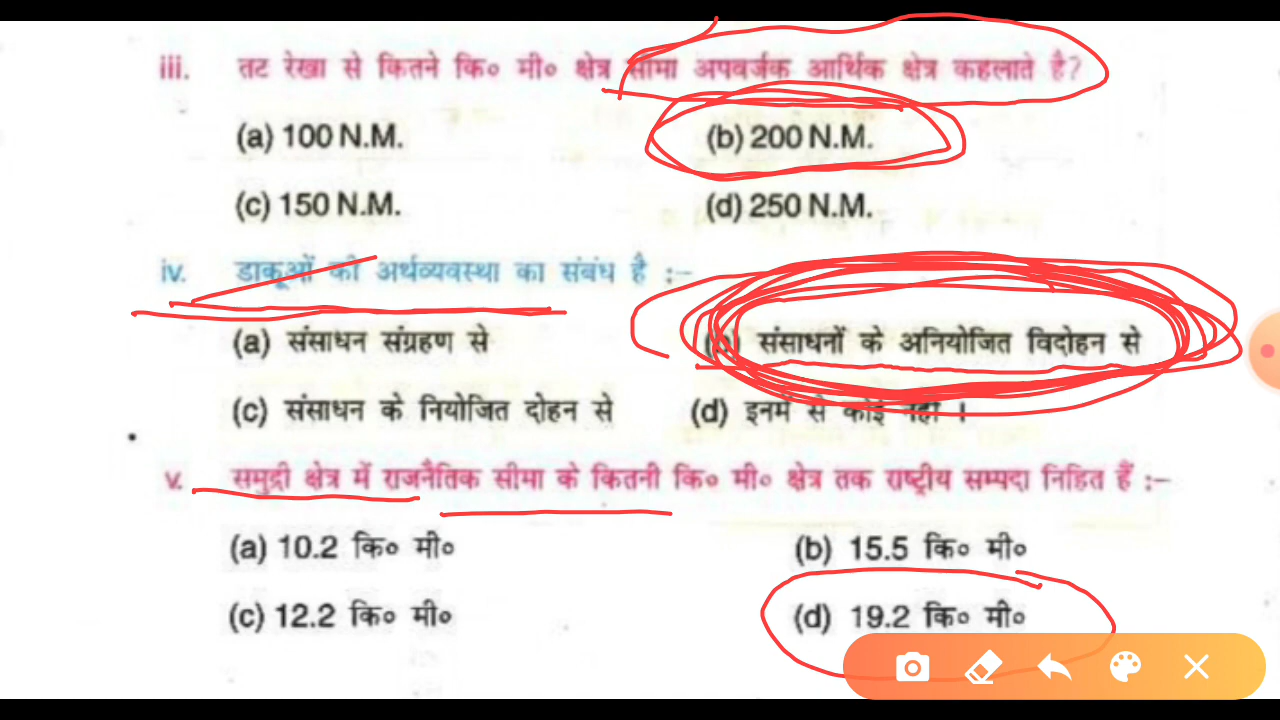 iii. तट रेखा से कितने कि० मी० क्षेत्र सीमा अपवर्जक आर्थिक क्षेत्र कहलाते है?
(a) 100 N.M. (b) 200 N.M.
(c) 150 N.M. (d) 250 N.M.
iv. डाकूओं की अर्थव्यवस्था का संबंध है :–
(a) संसाधन संग्रहण से (b) संसाधनों के अनियोजित विदोहन से
(c) संसाधन के नियोजित दोहन से (d) इनमें से कोई नहीं ।
v. समुद्री क्षेत्र में राजनैतिक सीमा के कितनी कि० मी० क्षेत्र तक राष्ट्रीय सम्पदा निहित हैं :–
(a) 10.2 कि० मी० (b) 15.5 कि० मी०
(c) 12.2 कि० मी० (d) 19.2 कि० मी०